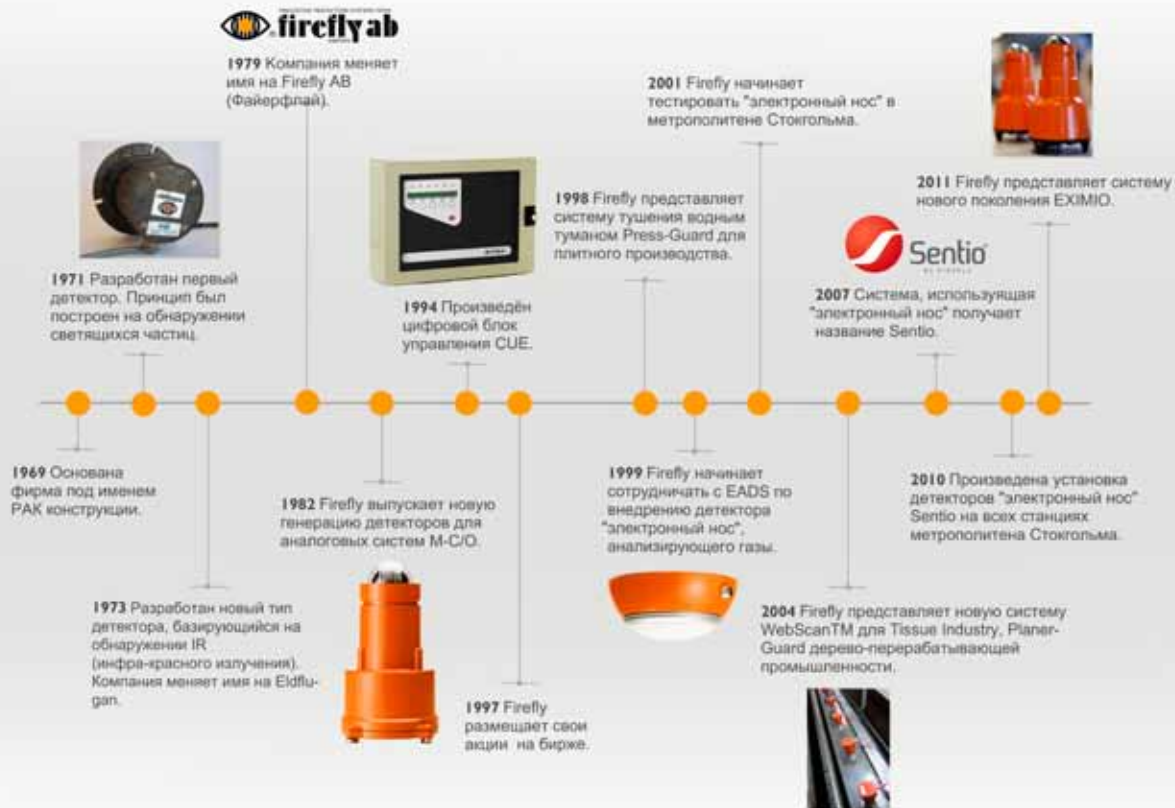 firefly ab
1979 Компания меняет
имя на Firefly AB
(Файерфлай).
1971 Разработан первый
детектор. Принцип был
построен на обнаружении
светящихся частиц.
1994 Произведён
цифровой блок
управления CUE.
1998 Firefly представляет
систему тушения водным
туманом Press-Guard для
плитного производства.
2001 Firefly начинает
тестировать "электронный нос" в
метрополитене Стокгольма.
Sentio
BY FIREFLY
2007 Система, используящая
"электронный нос" получает
название Sentio.
2011 Firefly представляет систему
нового поколения EXIMIO.
1969 Основана
фирма под именем
РАК конструкции.
1973 Разработан новый тип
детектора, базирующийся на
обнаружении IR
(инфра-красного излучения).
Компания меняет имя на Eldflu-
gan.
1982 Firefly выпускает новую
генерацию детекторов для
аналоговых систем M-C/O.
1997 Firefly
размещает свои
акции на бирже.
1999 Firefly начинает
сотрудничать с EADS по
внедрению детектора
"электронный нос",
анализирующего газы.
2004 Firefly представляет новую систему
WebScanTM для Tissue Industry, Planer-
Guard дерево-перерабатывающей
промышленности.
2010 Произведена установка
детекторов "электронный нос"
Sentio на всех станциях
метрополитена Стокгольма.